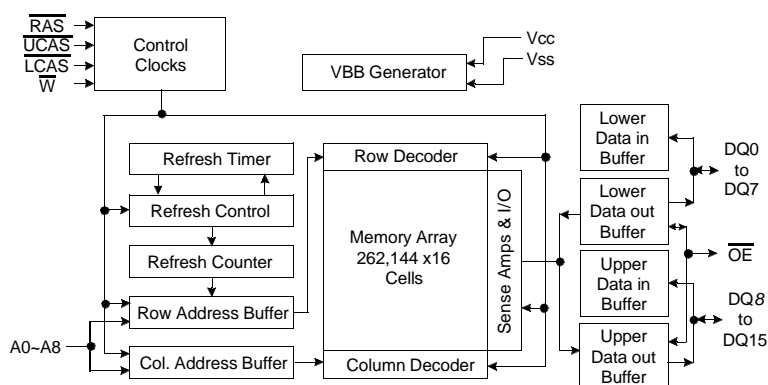 RAS
UCAS
LCAS
W
Control
Clocks
VBB Generator
Vcc
Vss
Refresh Timer
Refresh Control
Refresh Counter
Row Address Buffer
Col. Address Buffer
A0~A8
Row Decoder
Memory Array
262,144 x16
Cells
Sense Amps & I/O
Column Decoder
Lower
Data in
Buffer
Lower
Data out
Buffer
Upper
Data in
Buffer
Upper
Data out
Buffer
DQ0
to
DQ7
OE
DQ8
to
DQ15